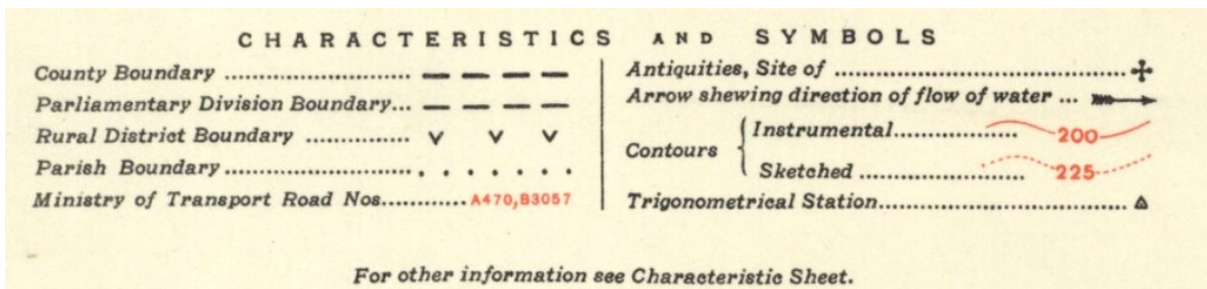 CHARACTERISTICS AND SYMBOLS
County Boundary
Parliamentary Division Boundary...
Rural District Boundary
Parish Boundary
Ministry of Transport Road Nos. A470,B3057
Antiquities, Site of
Arrow shewing direction of flow of water ...
Contours
Instrumental 200
Sketched 225
Trigonometrical Station
For other information see Characteristic Sheet.